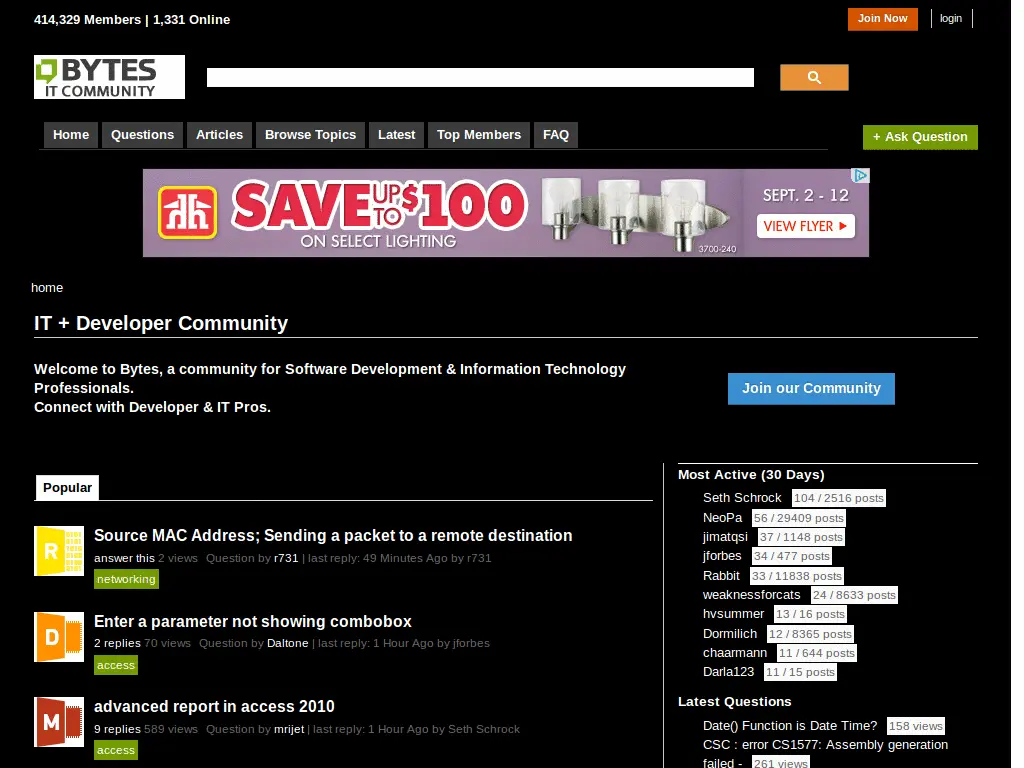 414,329 Members | 1,331 Online
Join Now
login
BYTES
IT COMMUNITY
Home
Questions
Articles
Browse Topics
Latest
Top Members
FAQ
+ Ask Question
SAVE UP TO $100
ON SELECT LIGHTING
3700-240
SEPT. 2 - 12
VIEW FLYER
home
IT + Developer Community
Welcome to Bytes, a community for Software Development & Information Technology
Professionals.
Connect with Developer & IT Pros.
Join our Community
Popular
R
Source MAC Address; Sending a packet to a remote destination
answer this 2 views Question by r731 | last reply: 49 Minutes Ago by r731
networking
D
Enter a parameter not showing combobox
2 replies 70 views Question by Daltone | last reply: 1 Hour Ago by jforbes
access
M
advanced report in access 2010
9 replies 589 views Question by mrijet | last reply: 1 Hour Ago by Seth Schrock
access
Most Active (30 Days)
Seth Schrock 104 / 2516 posts
NeoPa 56 / 29409 posts
jimatqsi 37 / 1148 posts
jforbes 34 / 477 posts
Rabbit 33 / 11838 posts
weaknessforcats 24 / 8633 posts
hvsummer 13 / 16 posts
Dormilich 12 / 8365 posts
chaarmann 11 / 644 posts
Darla123 11 / 15 posts
Latest Questions
Date() Function is Date Time? 158 views
CSC : error CS1577: Assembly generation
failed - 261 views